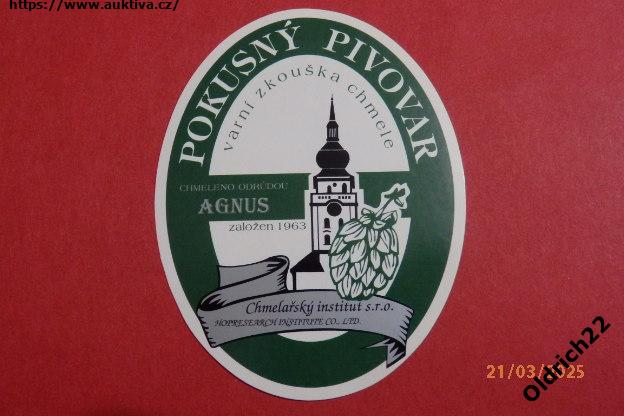 https://www.auktiva.cz/
POKUSNÝ PIVOVAR
varní zkouška chmele
CHMELENO ODRŮDOU
AGNUS
založen 1963
Chmelařský institut s.r.o.
HOPRESEARCH INSTITUTE CO., LTD.
21/03/2025
Oldrich22